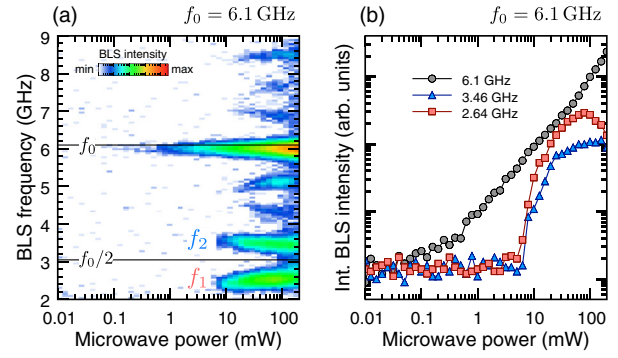 f₀ = 6.1 GHz
f₀ = 6.1 GHz
(a)
BLS intensity
min
max
BLS frequency (GHz)
9
8
7
6
5
4
3
2
f₀
f₀/2
f₂
f₁
0.01
0.1
1
10
100
Microwave power (mW)
(b)
6.1 GHz
3.46 GHz
2.64 GHz
Int. BLS intensity (arb. units)
0.01
0.1
1
10
100
Microwave power (mW)